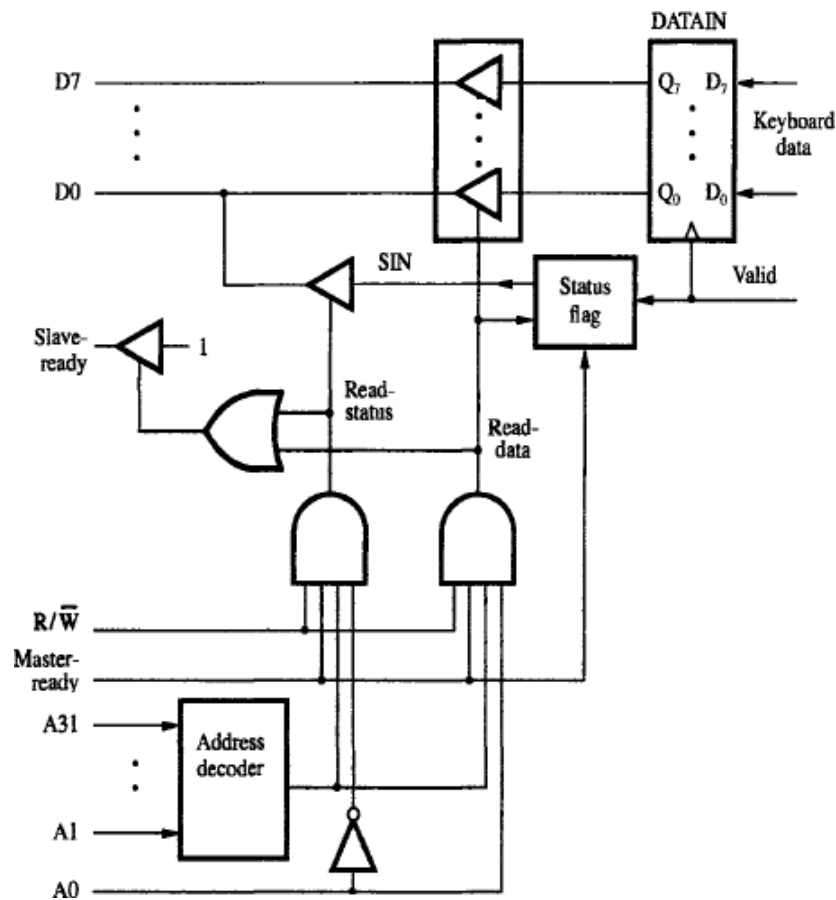 DATAIN
D7
Q7
D7
Keyboard
data
D0
Q0
D0
SIN
Status
flag
Valid
Slave-
ready
1
Read-
status
Read-
data
R/W̅
Master-
ready
A31
Address
decoder
A1
A0